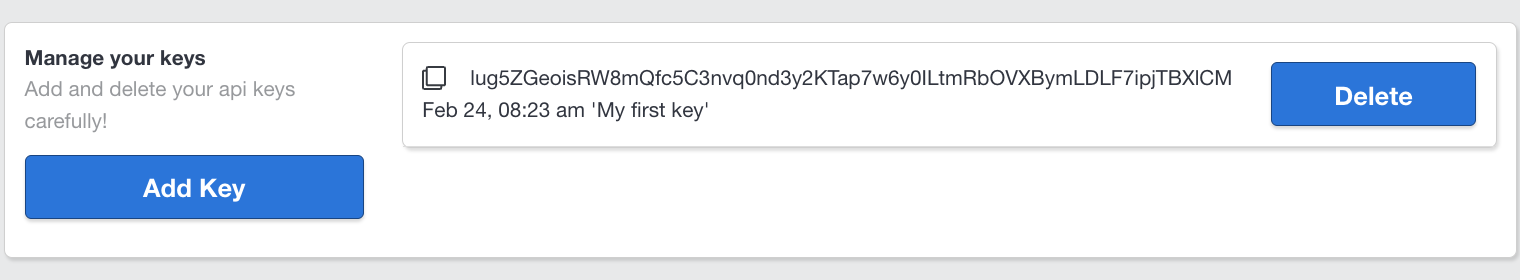 Manage your keys
Add and delete your api keys
carefully!
Add Key
lug5ZGeoisRW8mQfc5C3nvq0nd3y2KTap7w6y0ILtmRbOVXBymLDLF7ipjTBXlCM
Feb 24, 08:23 am 'My first key'
Delete